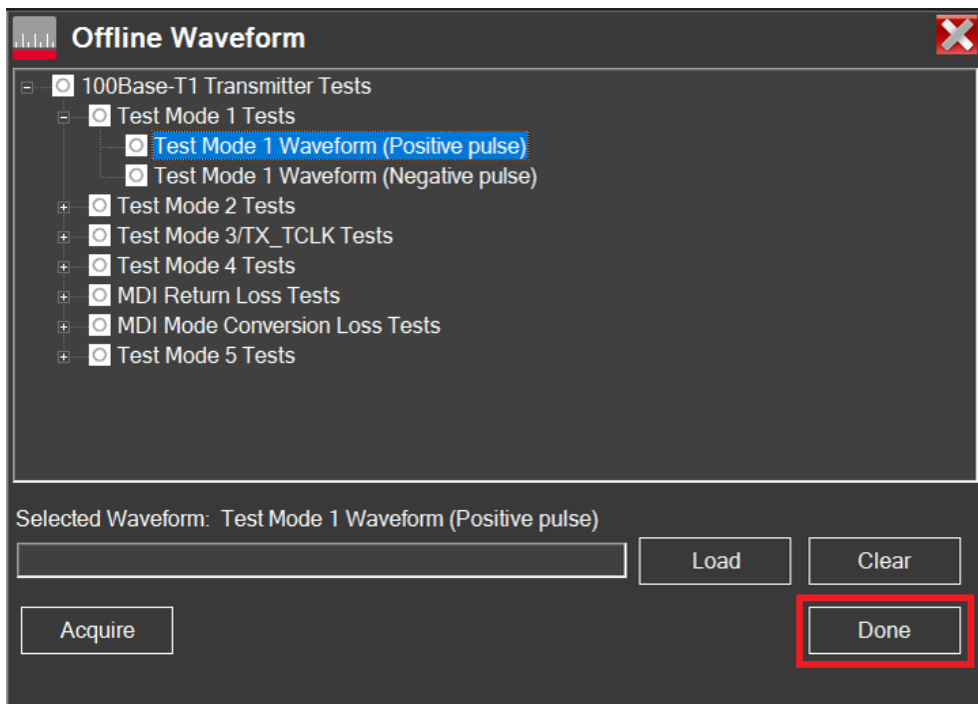 Offline Waveform
100Base-T1 Transmitter Tests
Test Mode 1 Tests
Test Mode 1 Waveform (Positive pulse)
Test Mode 1 Waveform (Negative pulse)
Test Mode 2 Tests
Test Mode 3/TX_TCLK Tests
Test Mode 4 Tests
MDI Return Loss Tests
MDI Mode Conversion Loss Tests
Test Mode 5 Tests
Selected Waveform: Test Mode 1 Waveform (Positive pulse)
Load Clear
Acquire Done